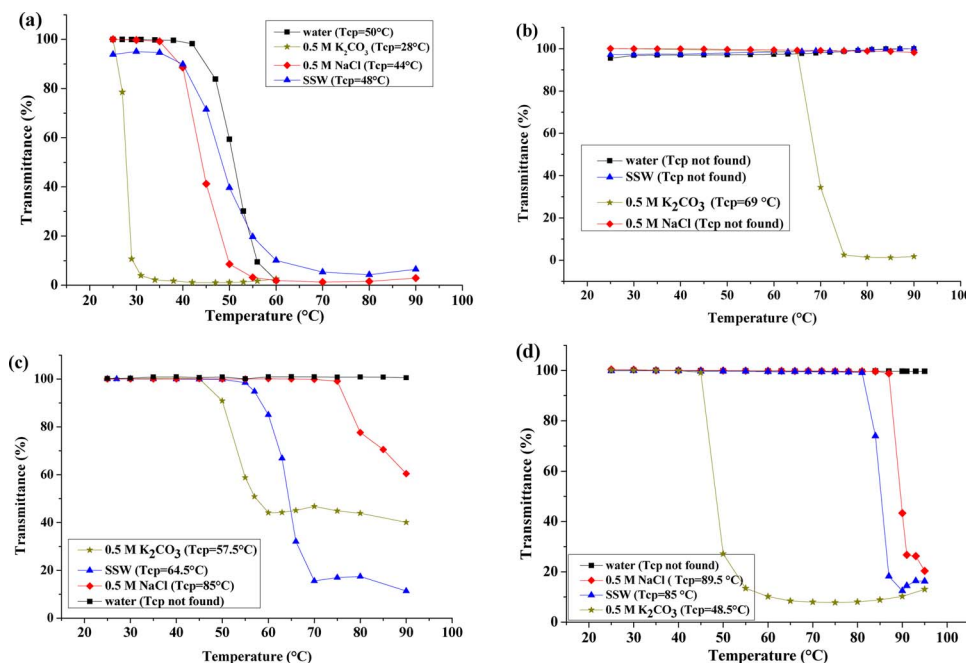 (a)
water (Tcp=50°C)
0.5 M K2CO3 (Tcp=28°C)
0.5 M NaCl (Tcp=44°C)
SSW (Tcp=48°C)
Transmittance (%)
100
80
60
40
20
0
20 30 40 50 60 70 80 90 100
Temperature (°C)
(b)
Transmittance (%)
100
80
60
40
20
0
water (Tcp not found)
SSW (Tcp not found)
0.5 M K2CO3 (Tcp=69 °C)
0.5 M NaCl (Tcp not found)
20 30 40 50 60 70 80 90 100
Temperature (°C)
(c)
Transmittance (%)
100
80
60
40
20
0
0.5 M K2CO3 (Tcp=57.5°C)
SSW (Tcp=64.5°C)
0.5 M NaCl (Tcp=85°C)
water (Tcp not found)
20 30 40 50 60 70 80 90 100
Temperature (°C)
(d)
Transmittance (%)
100
80
60
40
20
0
water (Tcp not found)
0.5 M NaCl ( Tcp=89.5 °C)
SSW (Tcp=85 °C)
0.5 M K2CO3 (Tcp=48.5°C)
20 30 40 50 60 70 80 90 100
Temperature (°C)